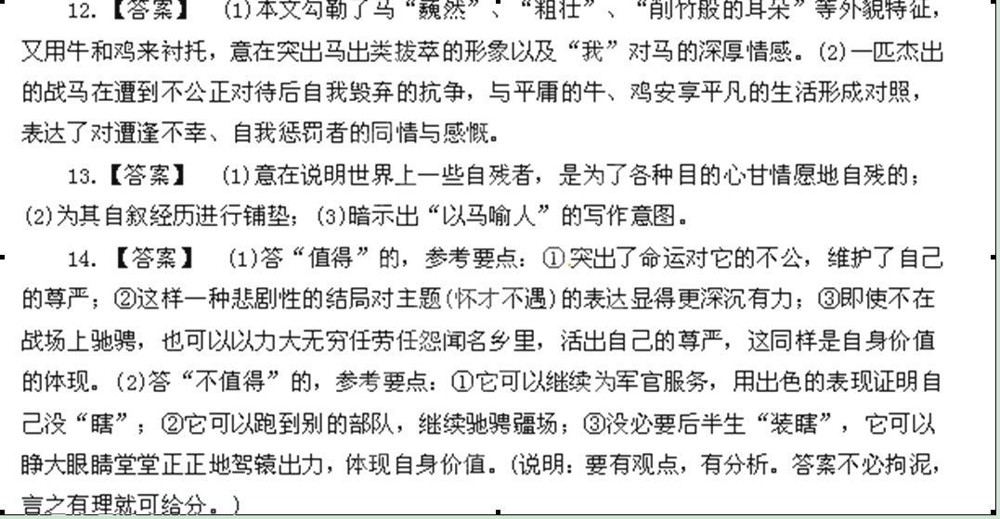 12. 【答案】 (1)本文勾勒了马“巍然”、“粗壮”、“削竹般的耳朵”等外貌特征，
又用牛和鸡来衬托，意在突出马出类拔萃的形象以及“我”对马的深厚情感。(2)一匹杰出
的战马在遭到不公正对待后自我毁弃的抗争，与平庸的牛、鸡安享平凡的生活形成对照，
表达了对遭逢不幸、自我惩罚者的同情与感慨。
13.【答案】 (1)意在说明世界上一些自残者，是为了各种目的心甘情愿地自残的；
(2)为其自叙经历进行铺垫；(3)暗示出“以马喻人”的写作意图。
14. 【答案】 (1)答“值得”的，参考要点：①突出了命运对它的不公，维护了自己
的尊严；②这样一种悲剧性的结局对主题(怀才不遇)的表达显得更深沉有力；③即使不在
战场上驰骋，也可以以力大无穷任劳任怨闻名乡里，活出自己的尊严，这同样是自身价值
的体现。(2)答“不值得”的，参考要点：①它可以继续为军官服务，用出色的表现证明自
己没“瞎”；②它可以跑到别的部队，继续驰骋疆场；③没必要后半生“装瞎”，它可以
睁大眼睛堂堂正正地驾辕出力，体现自身价值。(说明：要有观点，有分析。答案不必拘泥，
言之有理就可给分。)